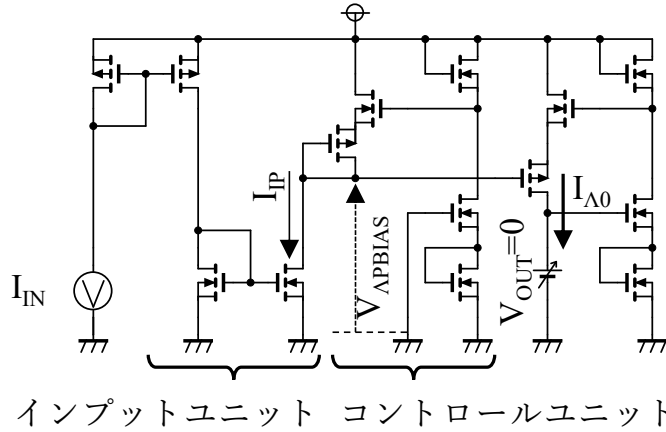 I_IP
I_Λ0
I_IN
V_ΛPBIAS
V_OUT=0
インプットユニット コントロールユニット